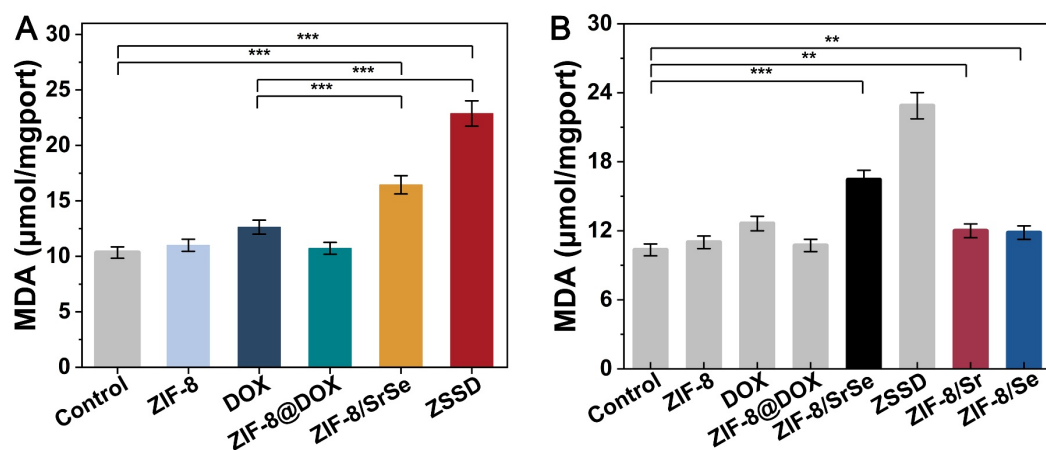 A
MDA (μmol/mgport)
30
25
20
15
10
5
0
***
***
***
***
Control
ZIF-8
DOX
ZIF-8@DOX
ZIF-8/SrSe
ZSSD
B
MDA (μmol/mgport)
30
24
18
12
6
0
**
**
***
Control
ZIF-8
DOX
ZIF-8@DOX
ZIF-8/SrSe
ZSSD
ZIF-8/Sr
ZIF-8/Se